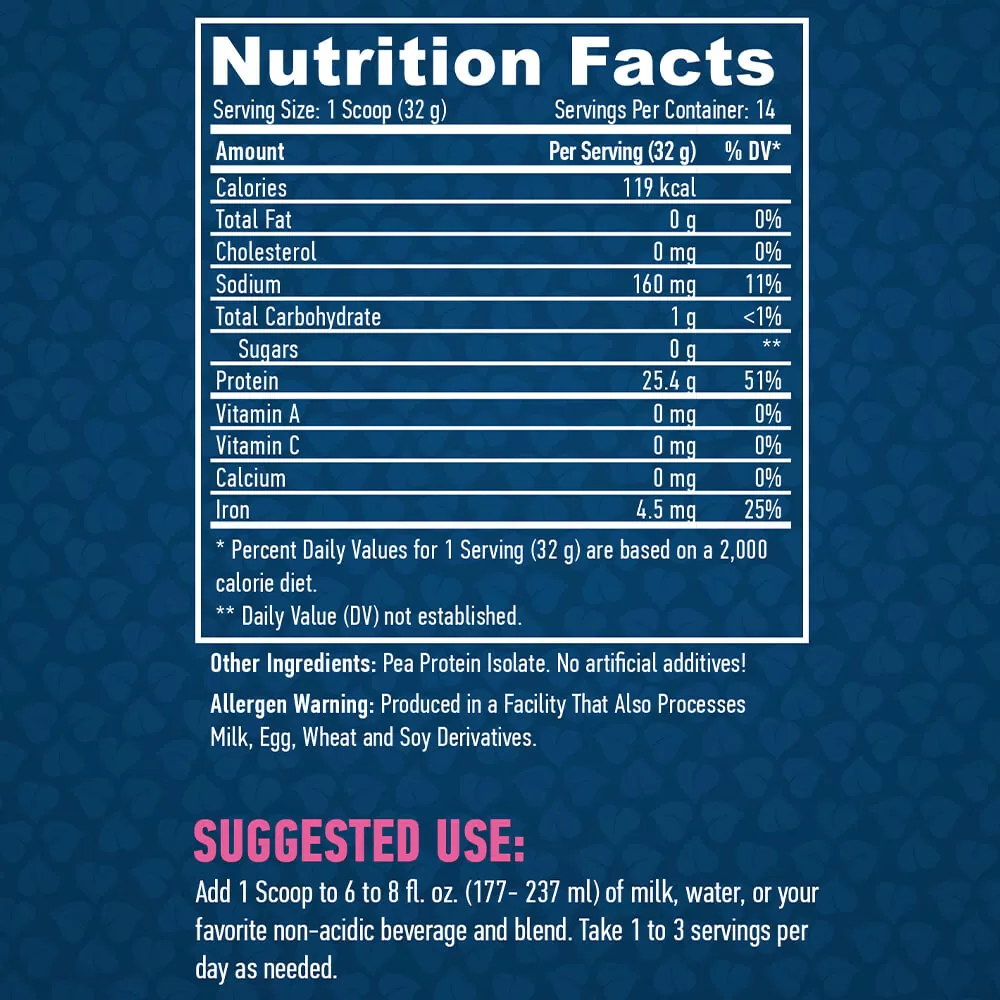 Nutrition Facts
Serving Size: 1 Scoop (32 g) Servings Per Container: 14
Amount Per Serving (32 g) % DV*
Calories 119 kcal
Total Fat 0 g 0%
Cholesterol 0 mg 0%
Sodium 160 mg 11%
Total Carbohydrate 1 g <1%
Sugars 0 g **
Protein 25.4 g 51%
Vitamin A 0 mg 0%
Vitamin C 0 mg 0%
Calcium 0 mg 0%
Iron 4.5 mg 25%
* Percent Daily Values for 1 Serving (32 g) are based on a 2,000
calorie diet.
** Daily Value (DV) not established.
Other Ingredients: Pea Protein Isolate. No artificial additives!
Allergen Warning: Produced in a Facility That Also Processes
Milk, Egg, Wheat and Soy Derivatives.
SUGGESTED USE:
Add 1 Scoop to 6 to 8 fl. oz. (177- 237 ml) of milk, water, or your
favorite non-acidic beverage and blend. Take 1 to 3 servings per
day as needed.